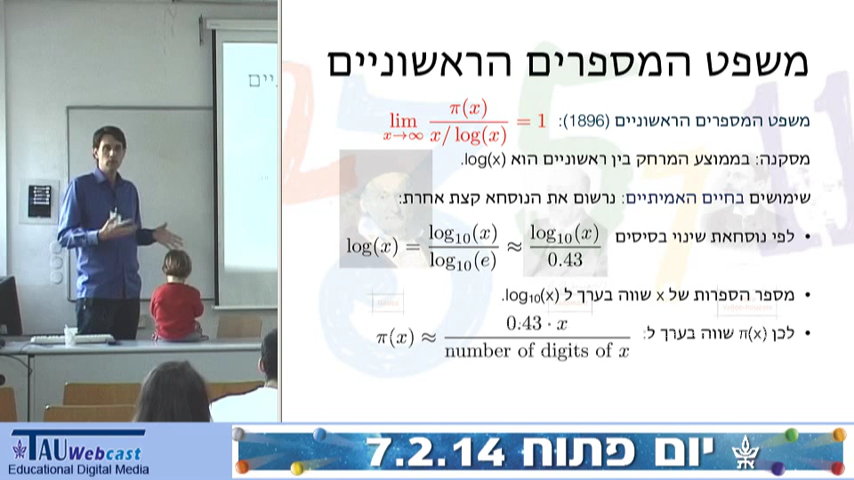 משפט המספרים הראשוניים
משפט המספרים הראשוניים (1896): lim x→∞ π(x) / (x/log(x)) = 1
מסקנה: בממוצע המרחק בין ראשוניים הוא log(x).
שימושים בחיים האמיתיים: נרשום את הנוסחא קצת אחרת:
• לפי נוסחאת שינוי בסיסים log(x) = log₁₀(x) / log₁₀(e) ≈ log₁₀(x) / 0.43
• מספר הספרות של x שווה בערך ל log₁₀(x).
• לכן π(x) שווה בערך ל: π(x) ≈ 0.43 · x / number of digits of x
TAU Webcast
Educational Digital Media
יום פתוח 7.2.14